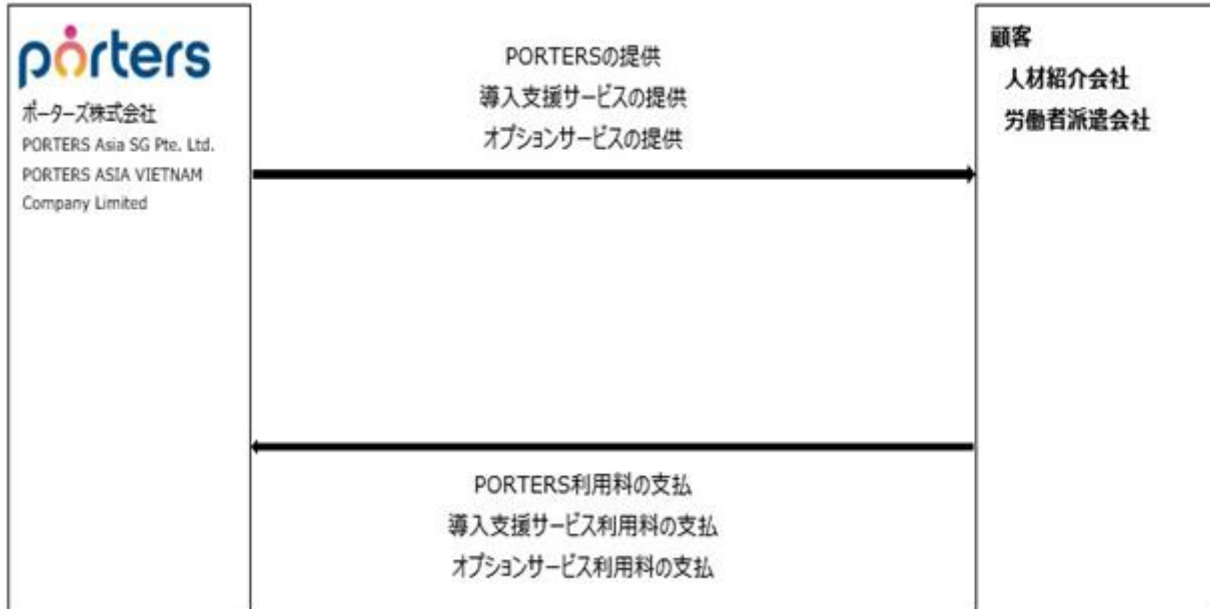 porters
ポーターズ株式会社
PORTERS Asia SG Pte. Ltd.
PORTERS ASIA VIETNAM
Company Limited
PORTERSの提供
導入支援サービスの提供
オプションサービスの提供
顧客
人材紹介会社
労働者派遣会社
PORTERS利用料の支払
導入支援サービス利用料の支払
オプションサービス利用料の支払